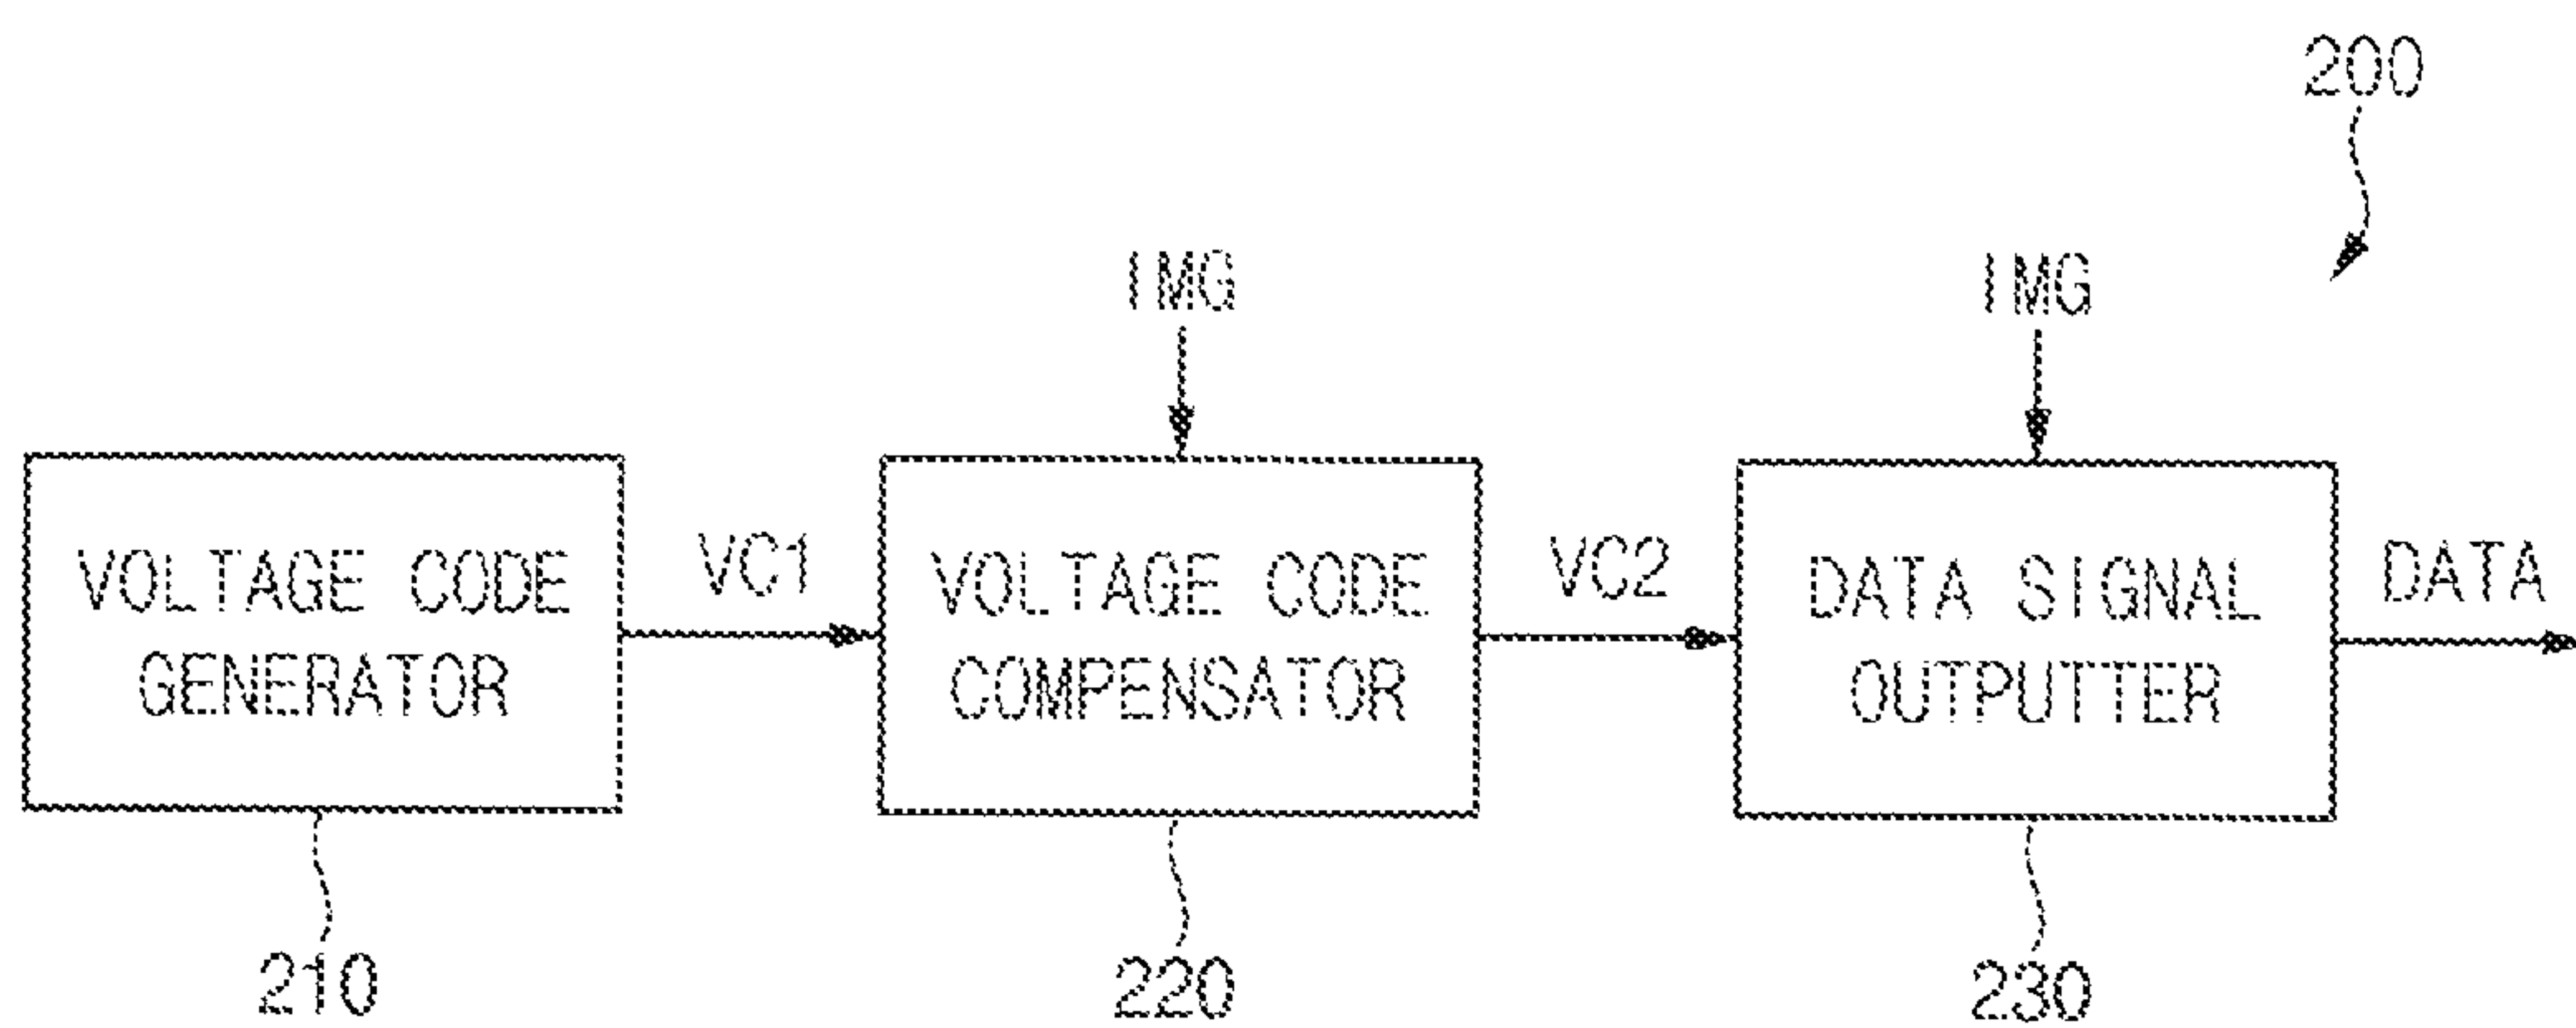 200
IMG
IMG
VOLTAGE CODE
GENERATOR
VC1
VOLTAGE CODE
COMPENSATOR
VC2
DATA SIGNAL
OUTPUTTER
DATA
210
220
230